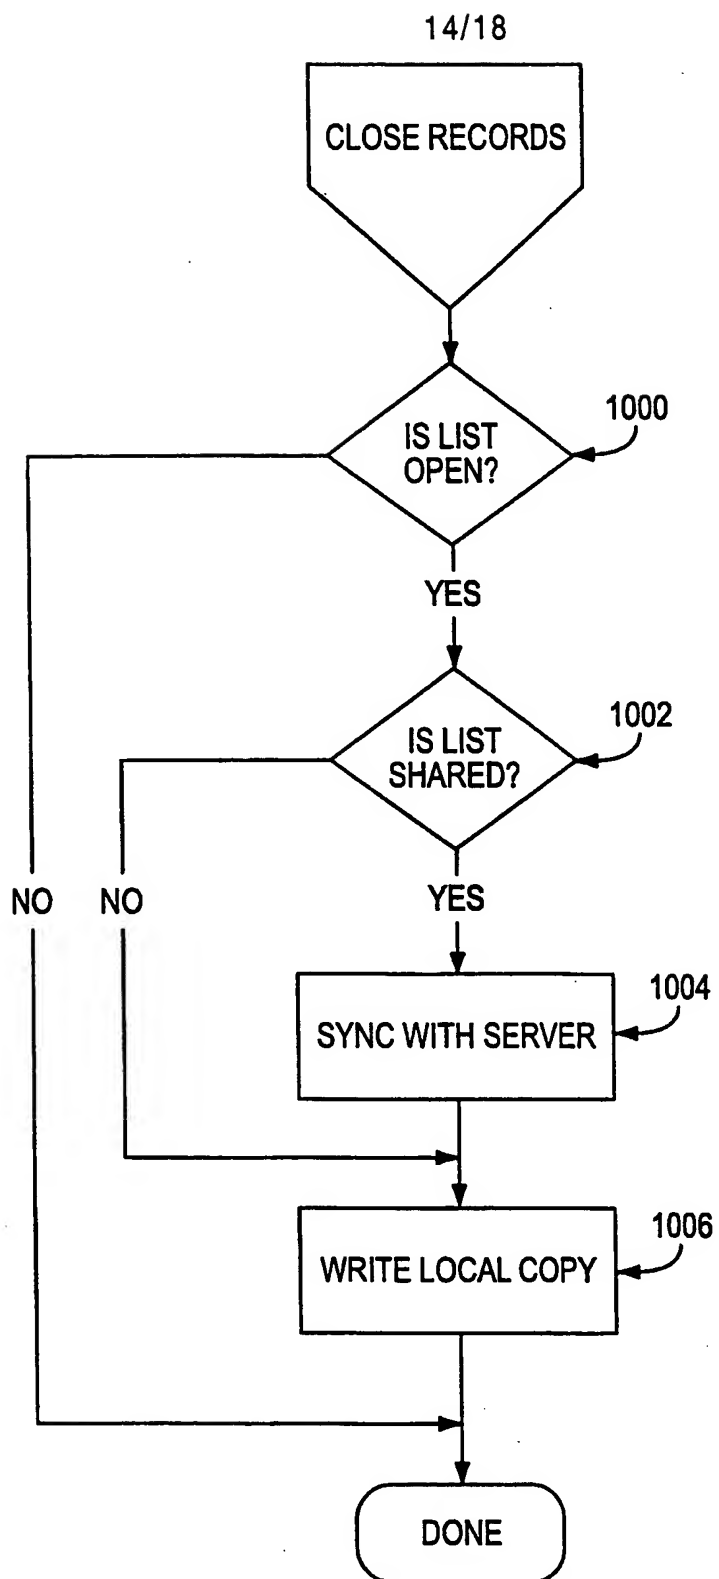 14/18
CLOSE RECORDS
IS LIST
OPEN?
1000
YES
IS LIST
SHARED?
1002
NO
NO
YES
SYNC WITH SERVER
1004
WRITE LOCAL COPY
1006
DONE